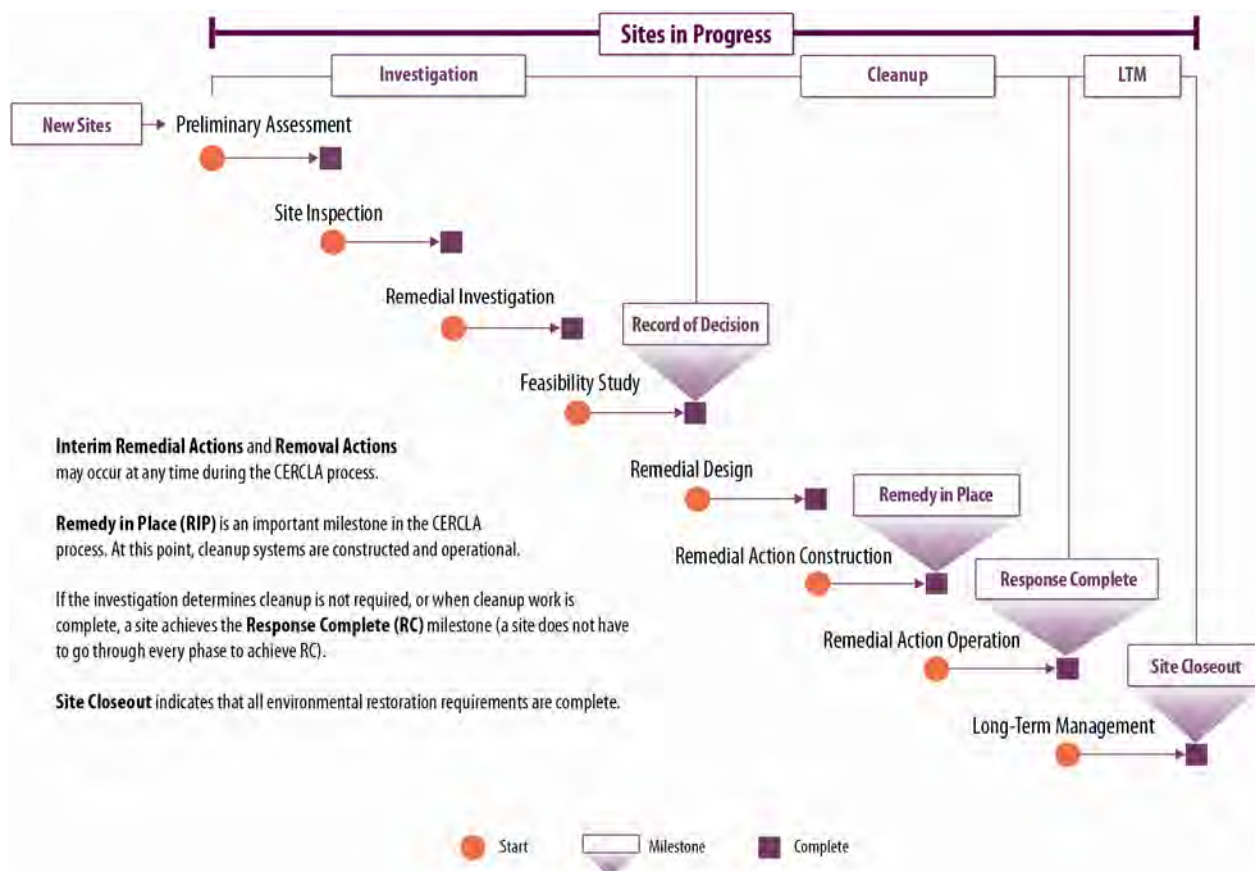 Sites in Progress
Investigation
Cleanup
LTM
New Sites
Preliminary Assessment
Site Inspection
Remedial Investigation
Record of Decision
Feasibility Study
Interim Remedial Actions and Removal Actions
may occur at any time during the CERCLA process.
Remedial Design
Remedy in Place
Remedy in Place (RIP) is an important milestone in the CERCLA
process. At this point, cleanup systems are constructed and operational.
Remedial Action Construction
Response Complete
If the investigation determines cleanup is not required, or when cleanup work is
complete, a site achieves the Response Complete (RC) milestone (a site does not have
to go through every phase to achieve RC).
Remedial Action Operation
Site Closeout
Site Closeout indicates that all environmental restoration requirements are complete.
Long-Term Management
Start
Milestone
Complete